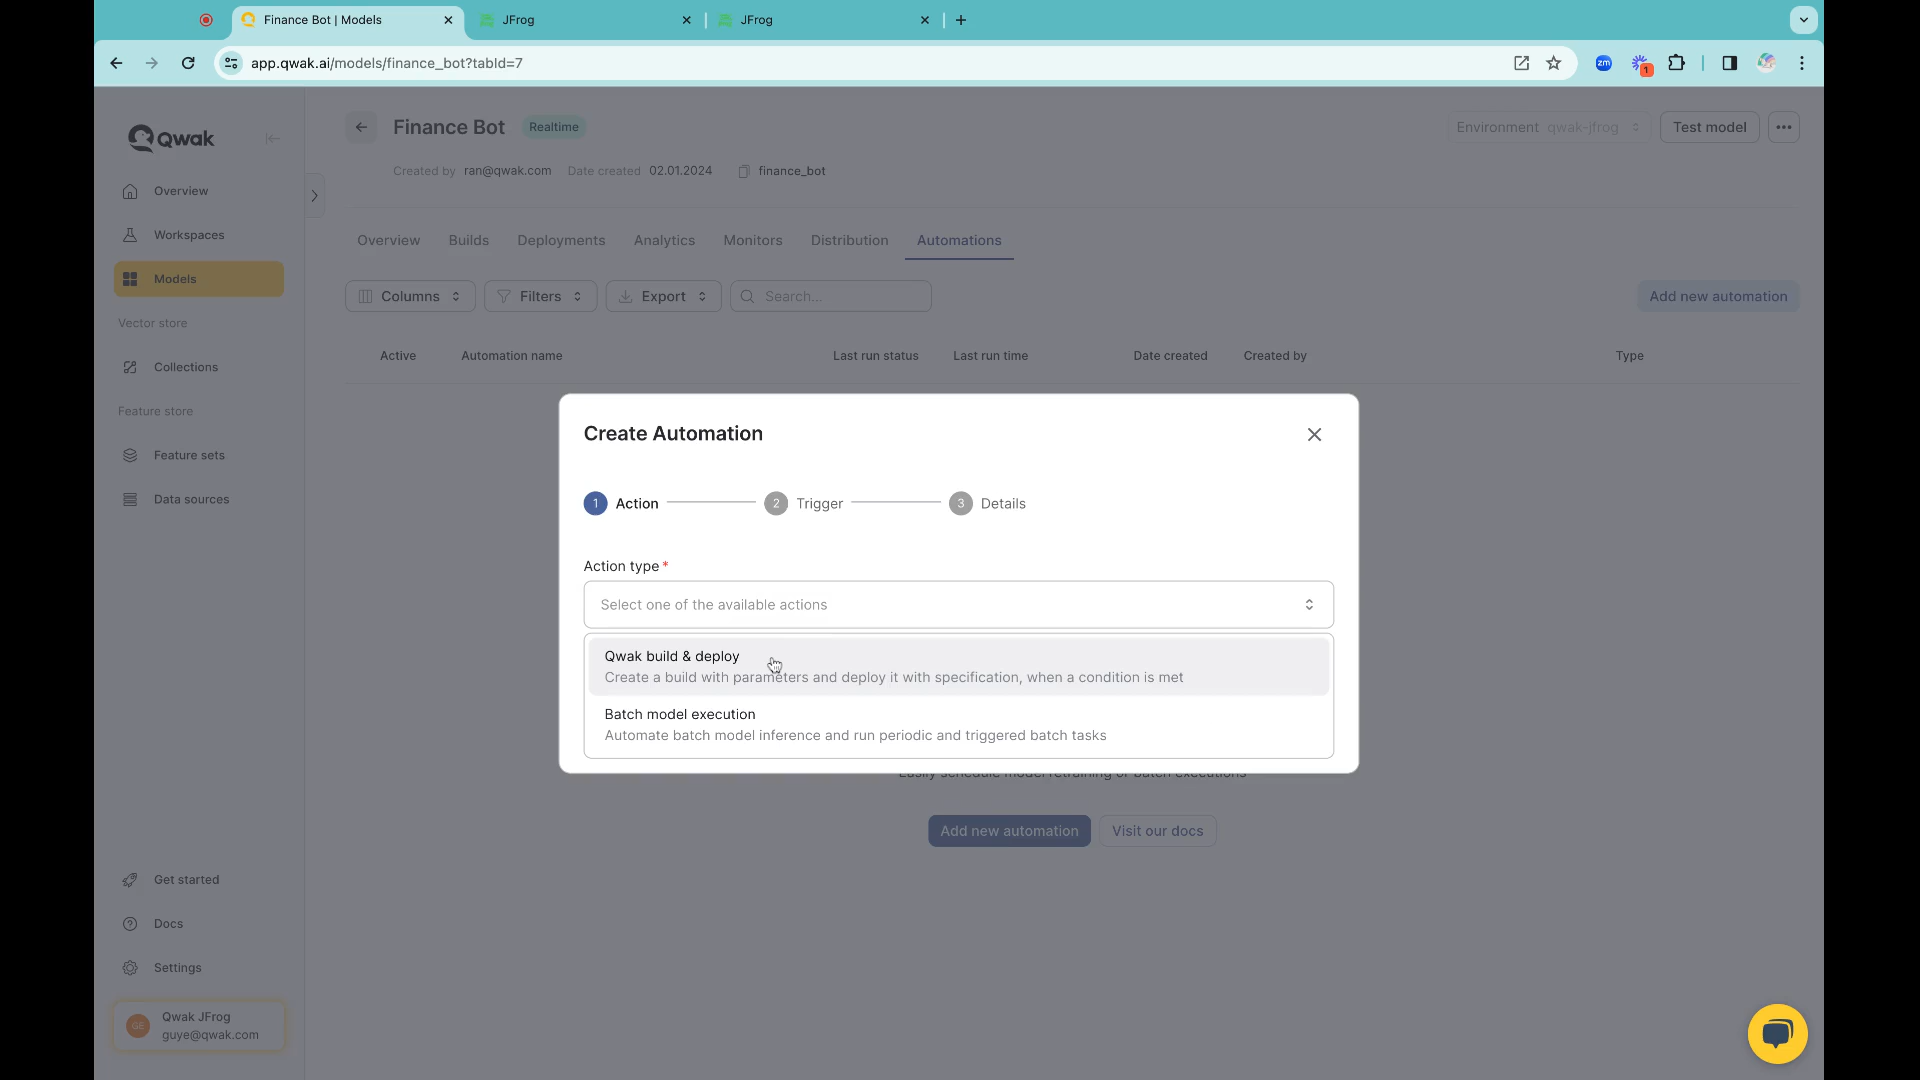 Finance Bot | Models
JFrog
JFrog
app.qwak.ai/models/finance_bot?tabId=7
zm
1
Qwak
Overview
Workspaces
Models
Vector store
Collections
Feature store
Feature sets
Data sources
Get started
Docs
Settings
GE
Qwak JFrog
guye@qwak.com
Finance Bot
Realtime
Environment qwak-jfrog
Test model
Created by ran@qwak.com Date created 02.01.2024 finance_bot
Overview Builds Deployments Analytics Monitors Distribution Automations
Columns Filters Export Search...
Add new automation
Active Automation name Last run status Last run time Date created Created by Type
Create Automation
1 Action 2 Trigger 3 Details
Action type *
Select one of the available actions
Qwak build & deploy
Create a build with parameters and deploy it with specification, when a condition is met
Batch model execution
Automate batch model inference and run periodic and triggered batch tasks
Easily schedule model retraining or batch executions
Add new automation Visit our docs